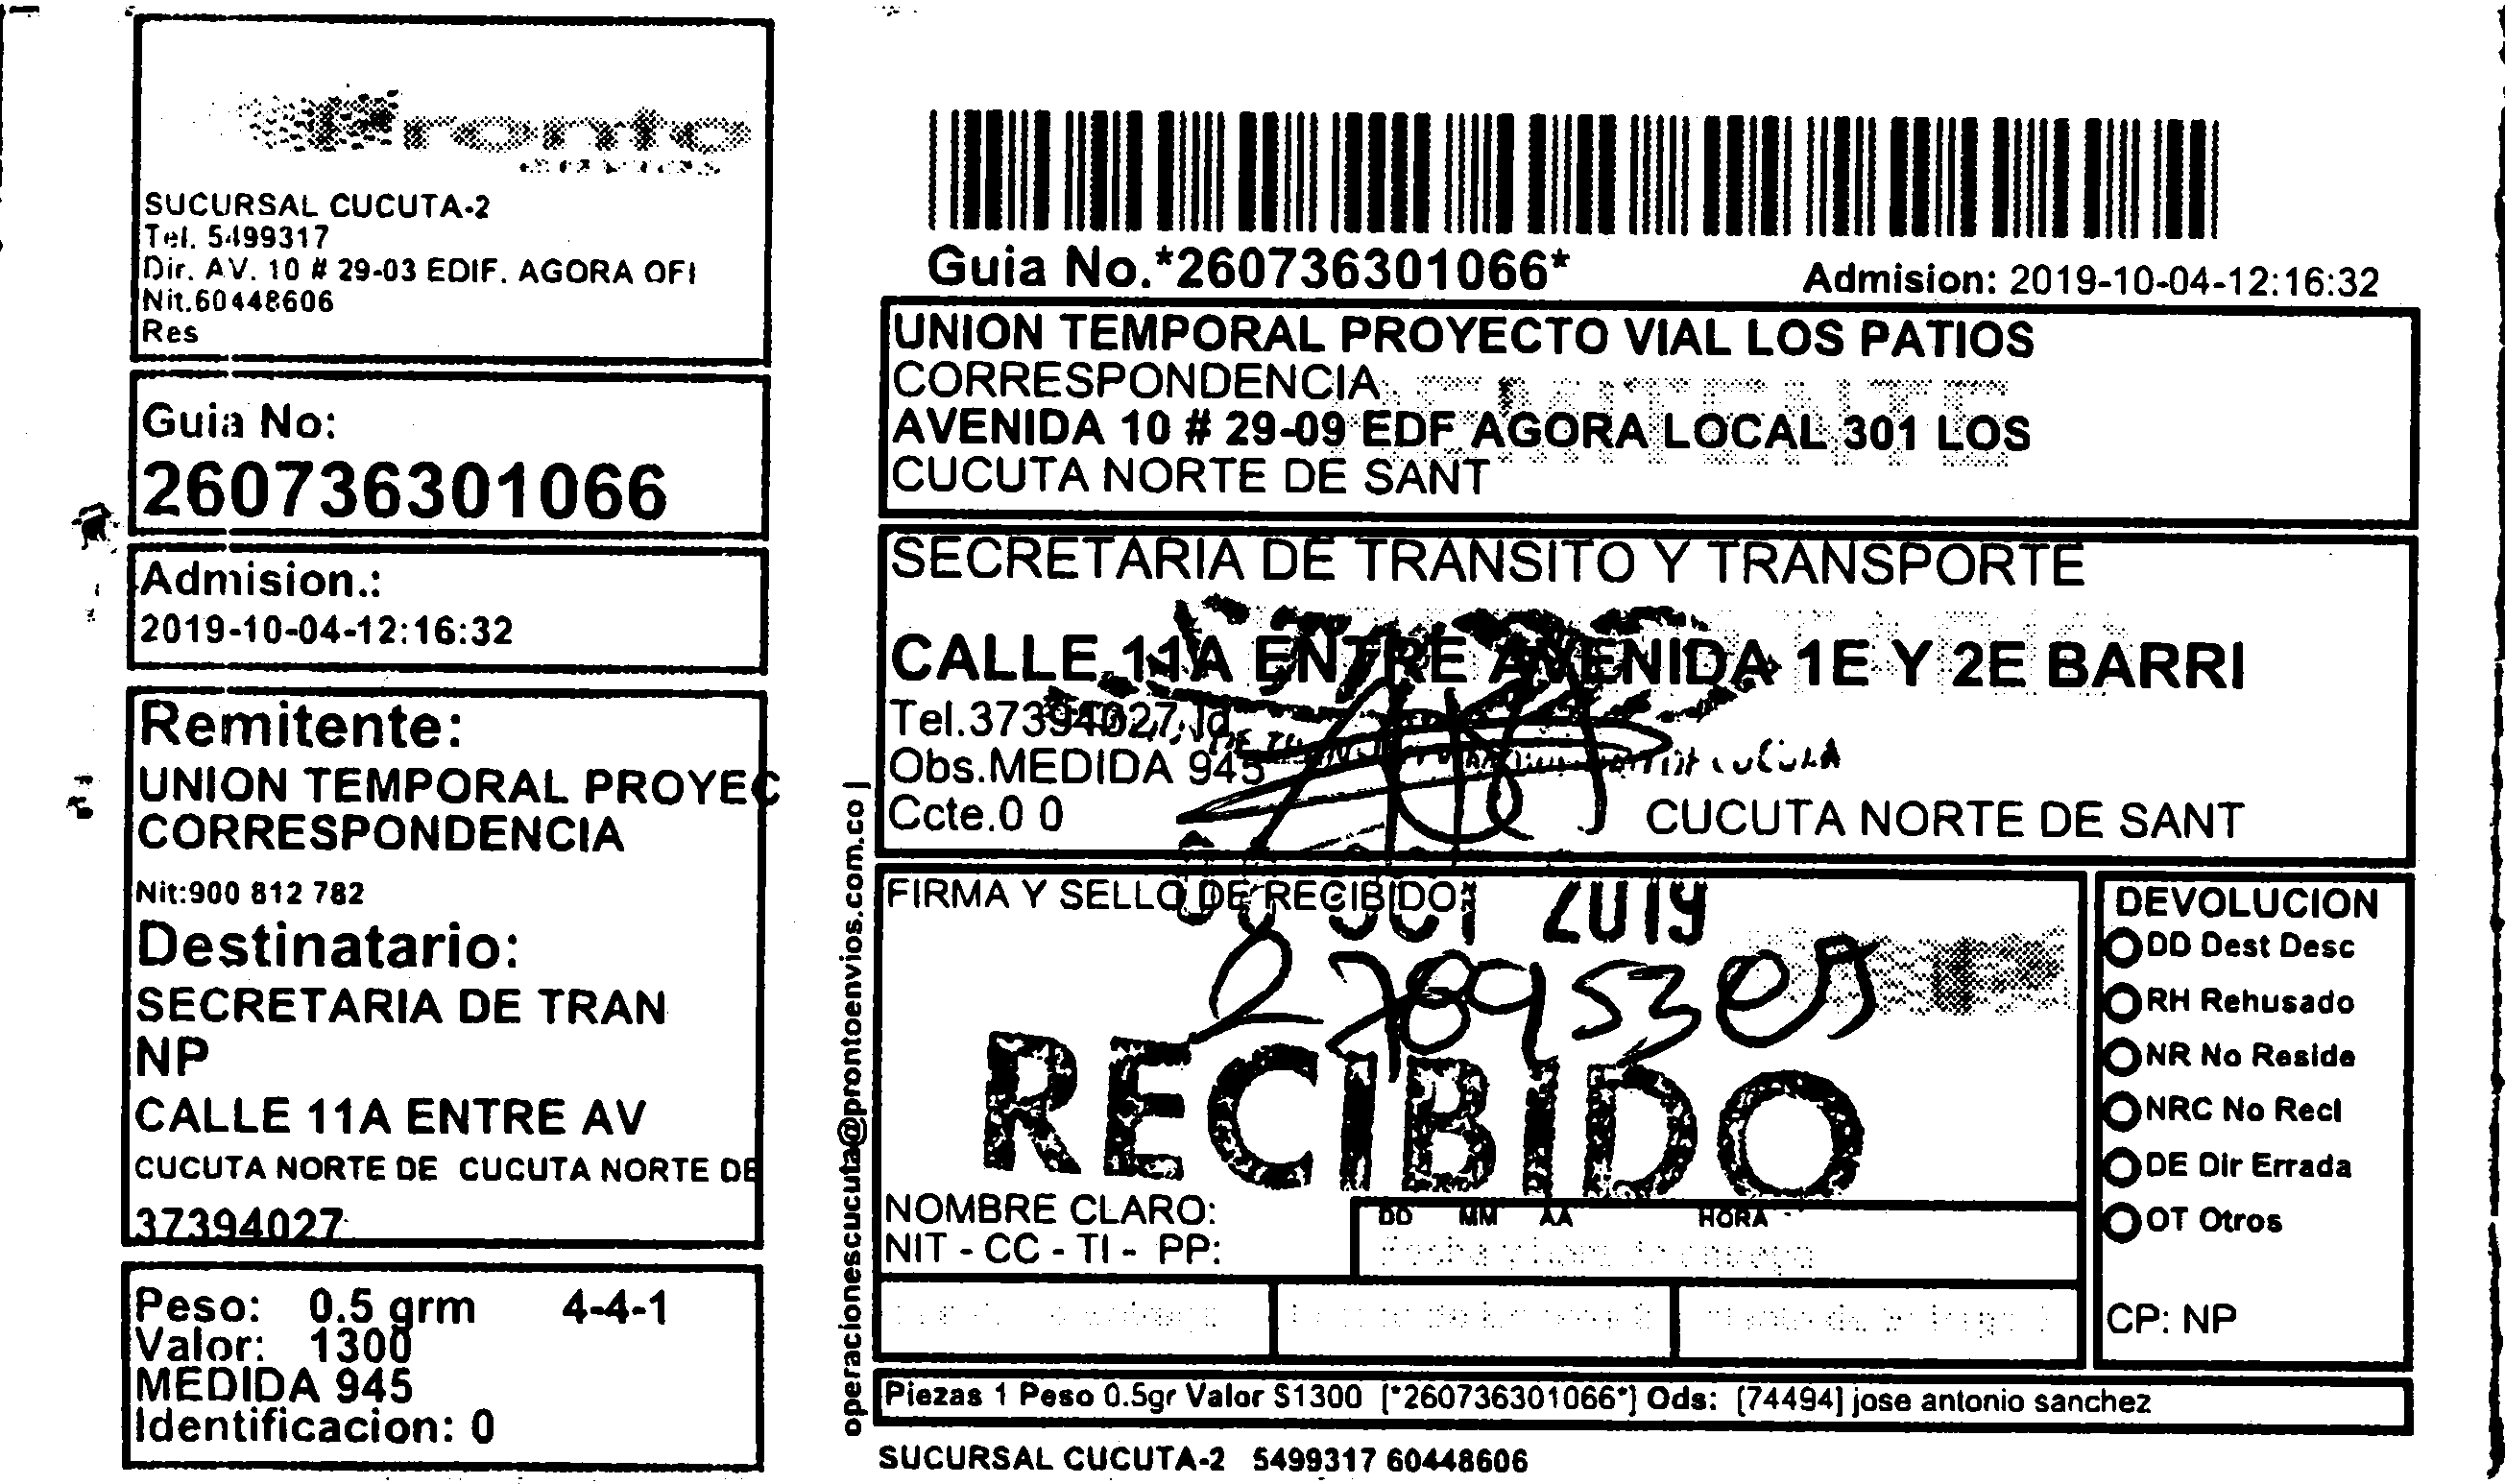 Pronto
SUCURSAL CUCUTA-2
Tel. 5499317
Dir. AV. 10 # 29-03 EDIF. AGORA OFI
Nit.60448606
Res
Guia No:
260736301066
Admision.:
2019-10-04-12:16:32
Remitente:
UNION TEMPORAL PROYEC
CORRESPONDENCIA
Nit:900 812 782
Destinatario:
SECRETARIA DE TRAN
NP
CALLE 11A ENTRE AV
CUCUTA NORTE DE CUCUTA NORTE DE
37394027
Peso: 0.5 grm 4-4-1
Valor: 1300
MEDIDA 945
Identificacion: 0
operacionescucuta@prontoenvios.com.co |
Guia No.*260736301066*
Admision: 2019-10-04-12:16:32
UNION TEMPORAL PROYECTO VIAL LOS PATIOS
CORRESPONDENCIA
REMITENTE
AVENIDA 10 # 29-09 EDF AGORA LOCAL 301 LOS
CUCUTA NORTE DE SANT
SECRETARIA DE TRANSITO Y TRANSPORTE
CALLE 11A ENTRE AVENIDA 1E Y 2E BARRI
Tel.37394027 Id
Obs.MEDIDA 945
Ccte.0 0
CUCUTA NORTE DE SANT
FIRMA Y SELLO DE RECIBIDO:
OCT 2019
RECIBIDO
NOMBRE CLARO:
NIT - CC - TI - PP:
DD MM AA HORA
DEVOLUCION
DD Dest Desc
RH Rehusado
NR No Reside
NRC No Recl
DE Dir Errada
OT Otros
CP: NP
Piezas 1 Peso 0.5gr Valor $1300 [*260736301066*] Ods: [74494] jose antonio sanchez
SUCURSAL CUCUTA-2 5499317 60448606